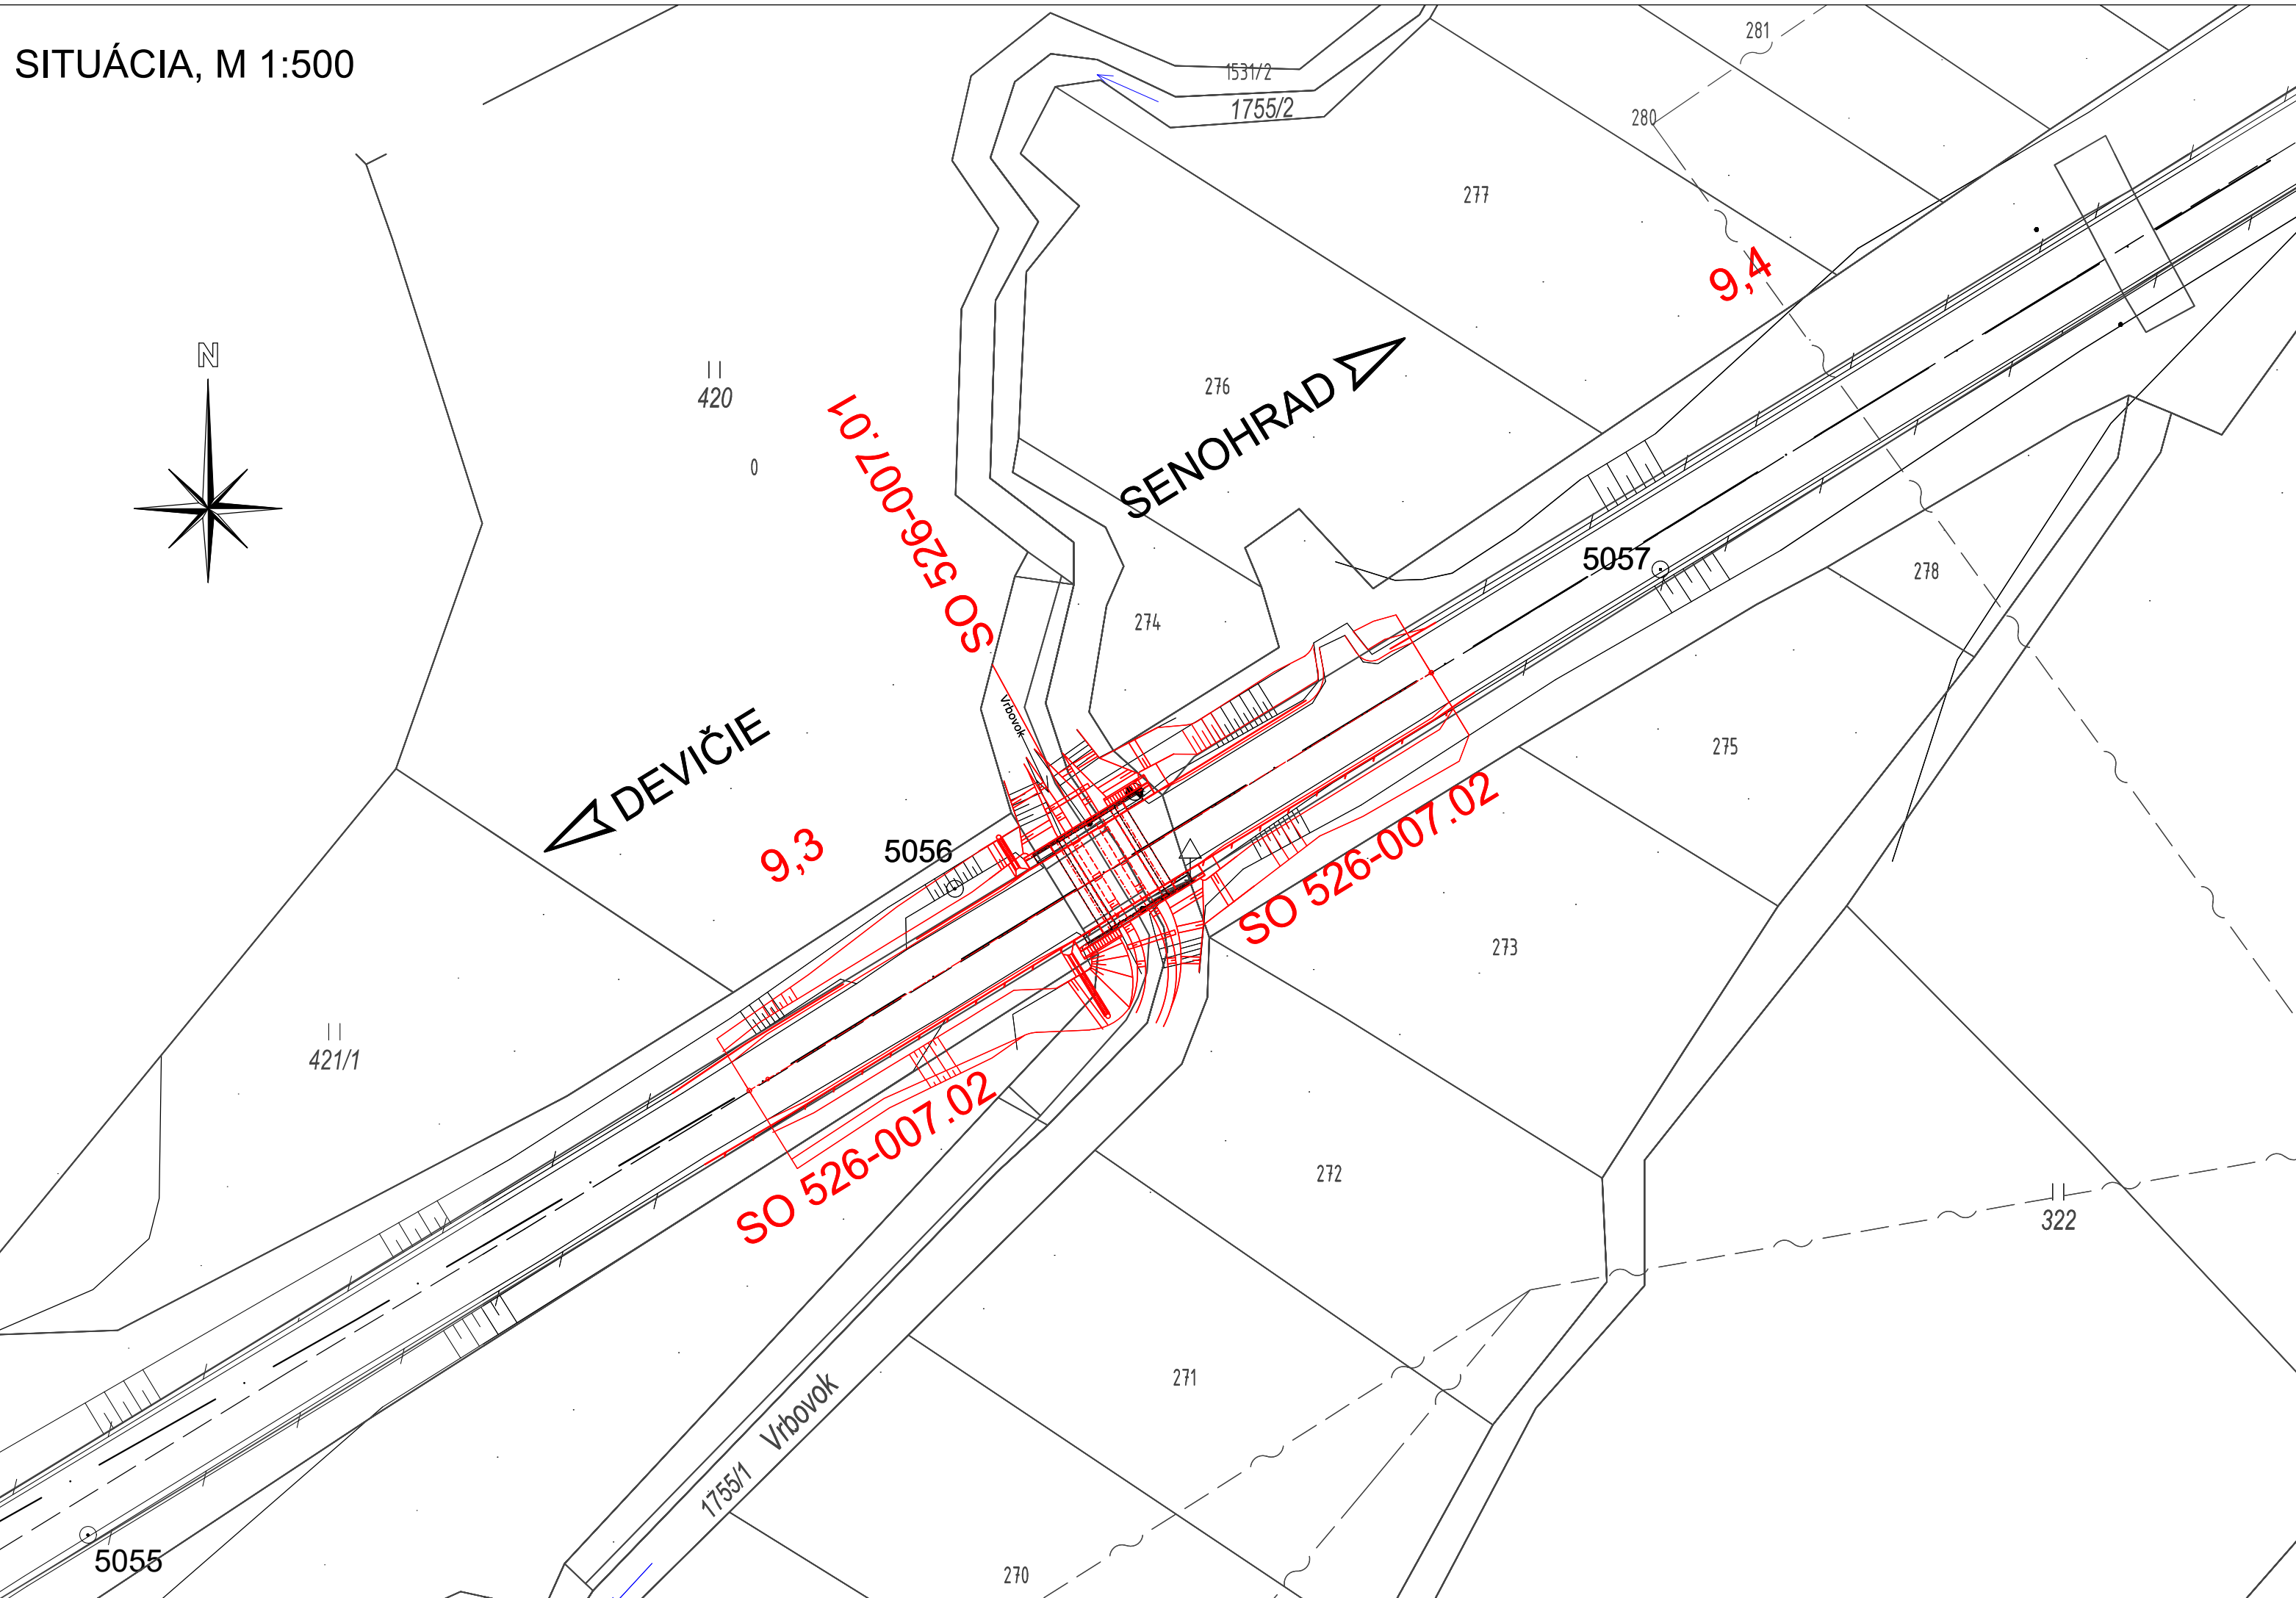 SITUÁCIA, M 1:500
281
1531/2
1755/2
280
277
9,4
N
420
276
SENOHRAD
0
SO 526-007.01
5057
278
274
Vrbovok
DEVIČIE
275
9,3
5056
SO 526-007.02
273
421/1
SO 526-007.02
272
322
271
1755/1 Vrbovok
5055
270